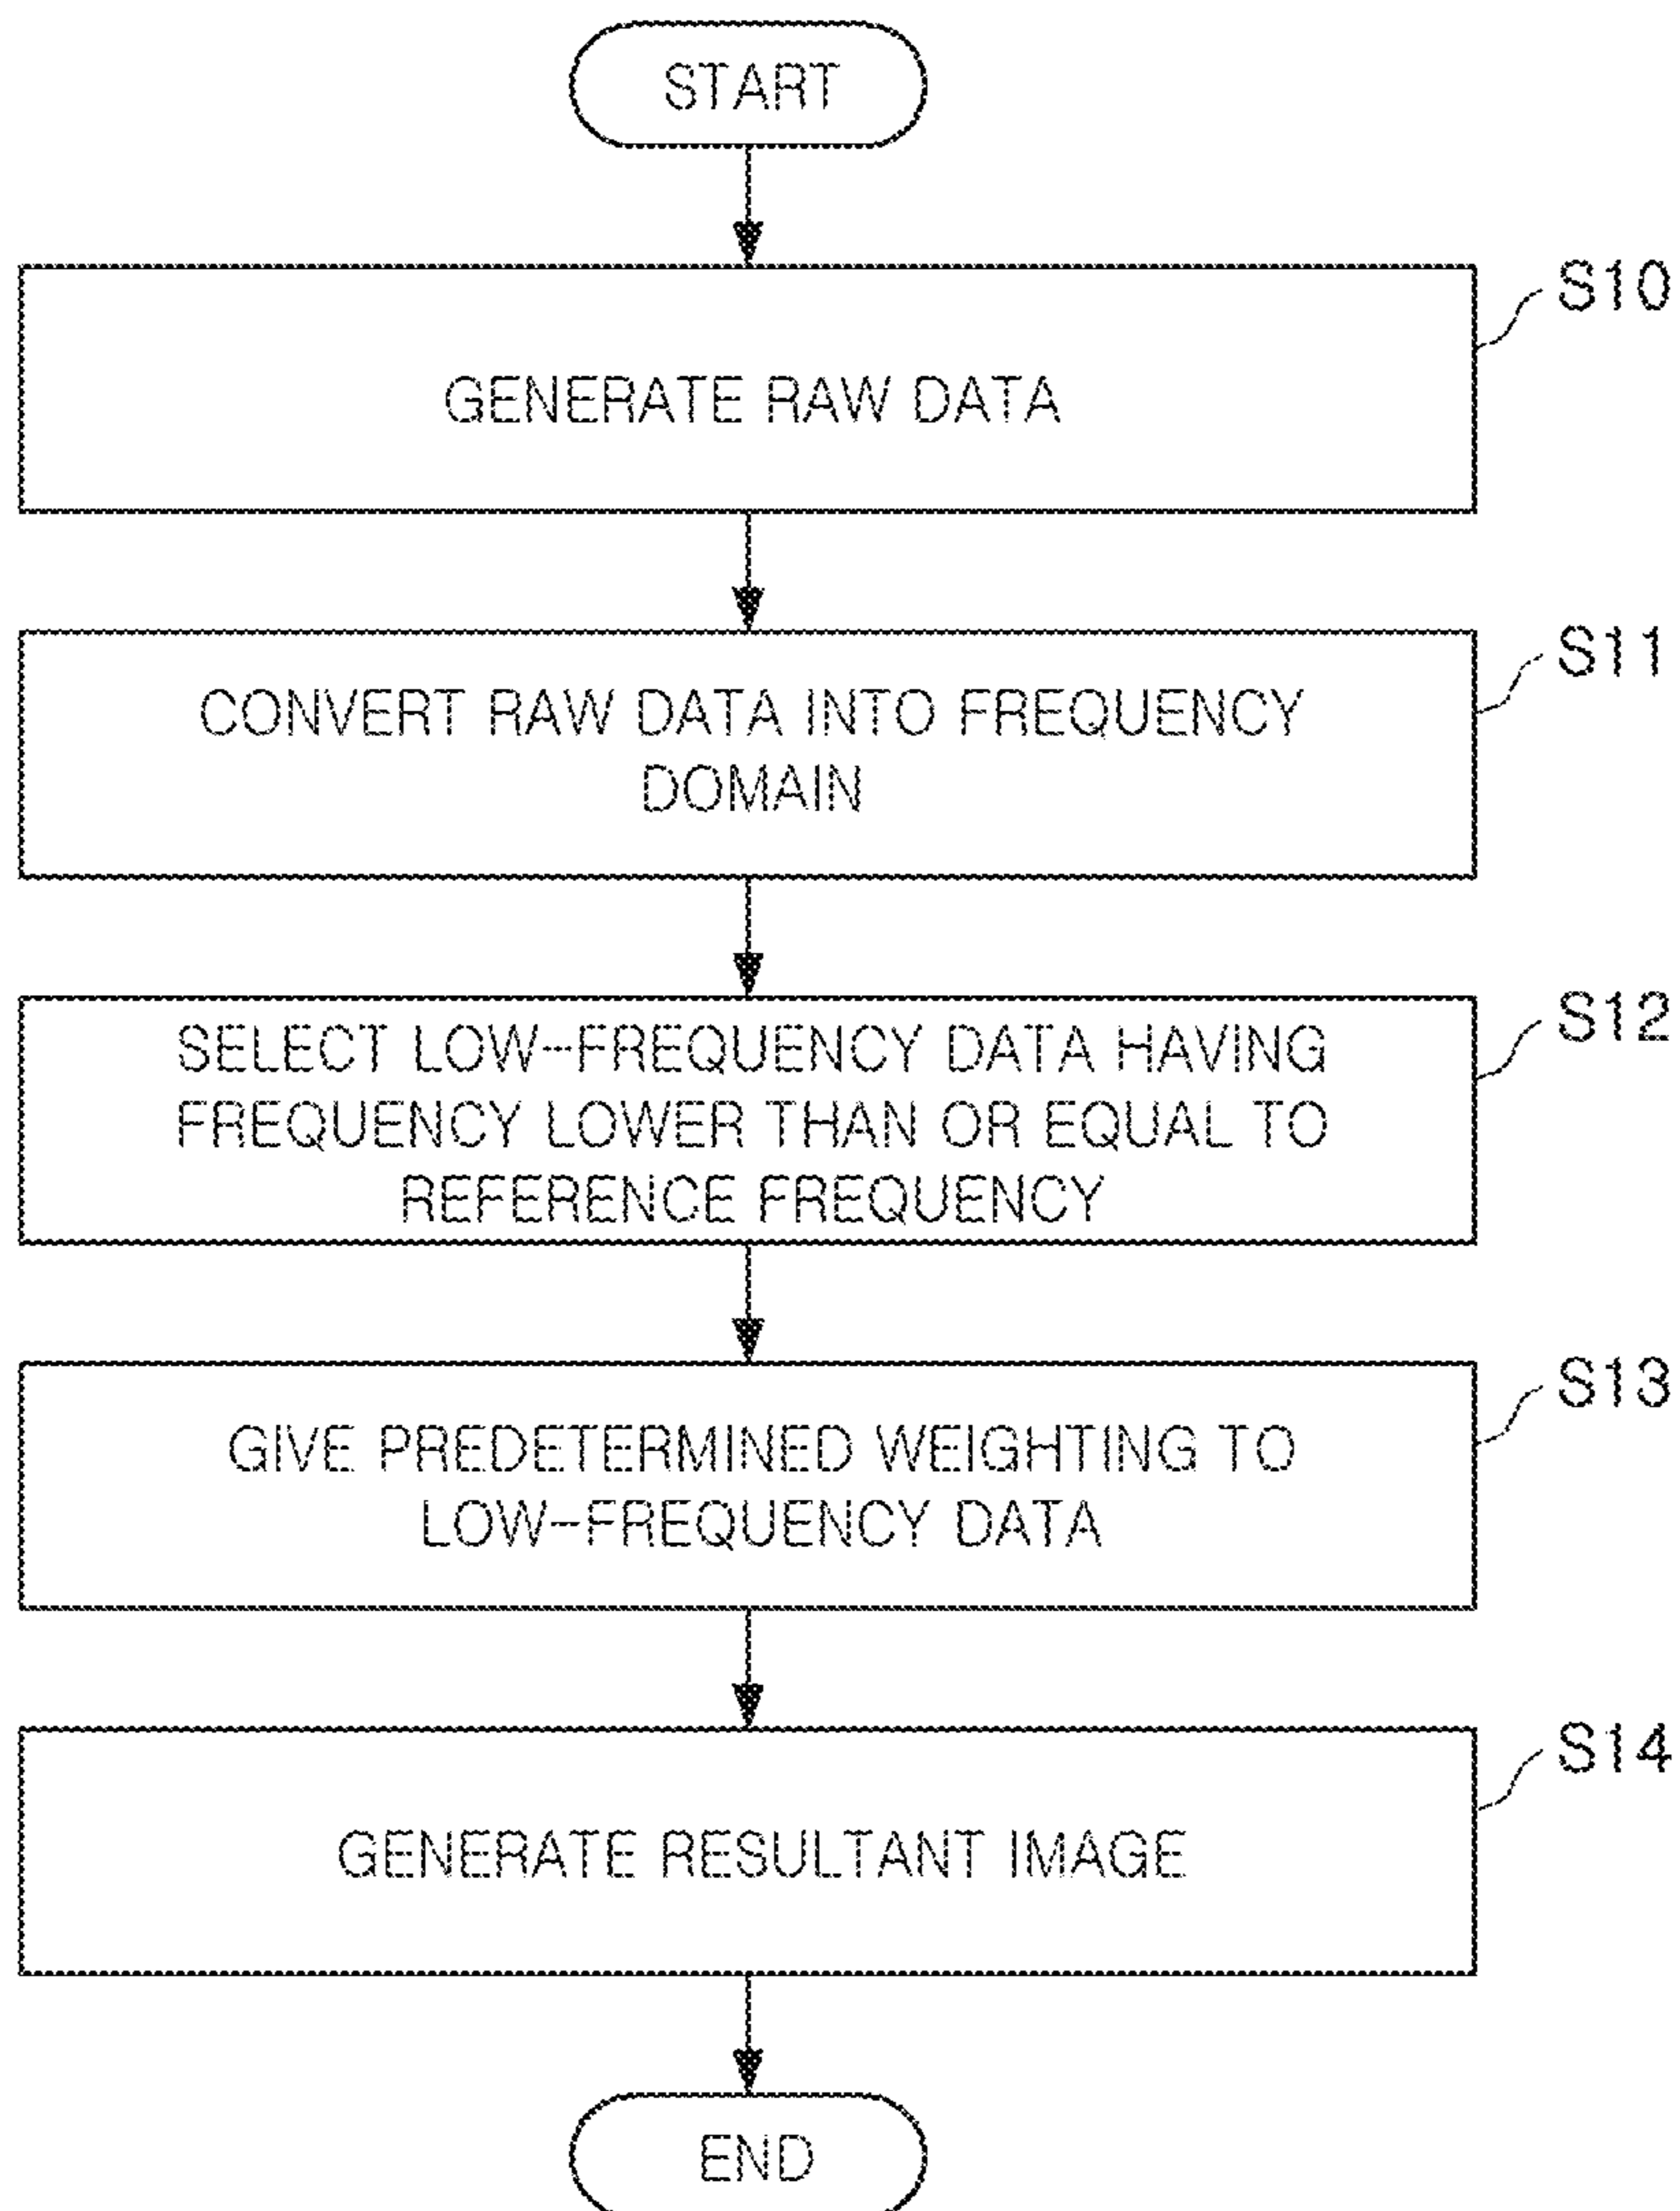 START
S10
GENERATE RAW DATA
S11
CONVERT RAW DATA INTO FREQUENCY
DOMAIN
S12
SELECT LOW-FREQUENCY DATA HAVING
FREQUENCY LOWER THAN OR EQUAL TO
REFERENCE FREQUENCY
S13
GIVE PREDETERMINED WEIGHTING TO
LOW-FREQUENCY DATA
S14
GENERATE RESULTANT IMAGE
END